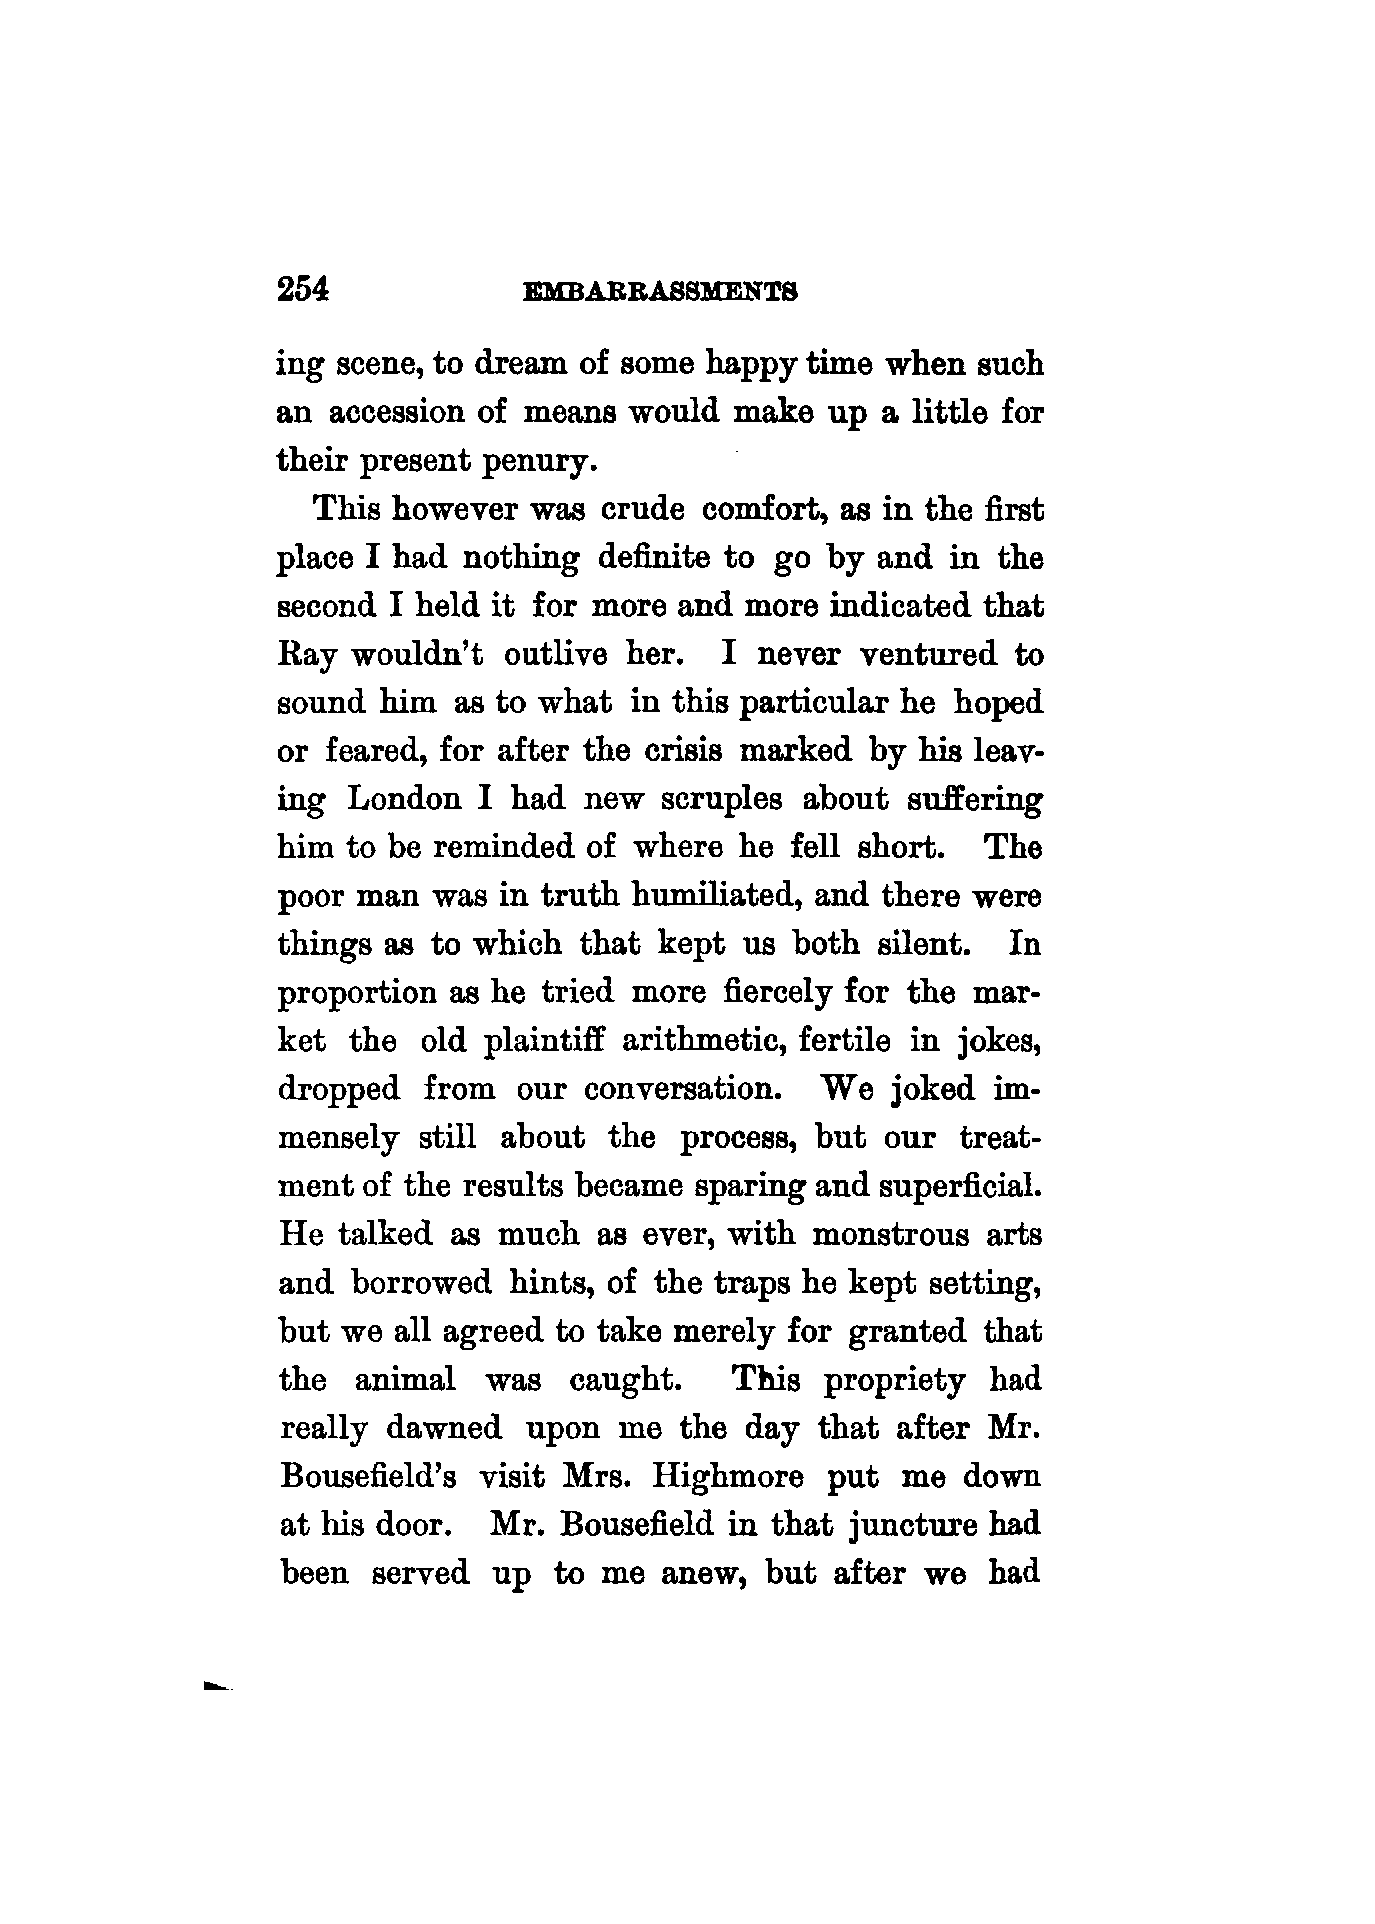 254 EMBARRASSMENTS
ing scene, to dream of some happy time when such
an accession of means would make up a little for
their present penury.
This however was crude comfort, as in the first
place I had nothing definite to go by and in the
second I held it for more and more indicated that
Ray wouldn't outlive her. I never ventured to
sound him as to what in this particular he hoped
or feared, for after the crisis marked by his leav-
ing London I had new scruples about suffering
him to be reminded of where he fell short. The
poor man was in truth humiliated, and there were
things as to which that kept us both silent. In
proportion as he tried more fiercely for the mar-
ket the old plaintiff arithmetic, fertile in jokes,
dropped from our conversation. We joked im-
mensely still about the process, but our treat-
ment of the results became sparing and superficial.
He talked as much as ever, with monstrous arts
and borrowed hints, of the traps he kept setting,
but we all agreed to take merely for granted that
the animal was caught. This propriety had
really dawned upon me the day that after Mr.
Bousefield's visit Mrs. Highmore put me down
at his door. Mr. Bousefield in that juncture had
been served up to me anew, but after we had